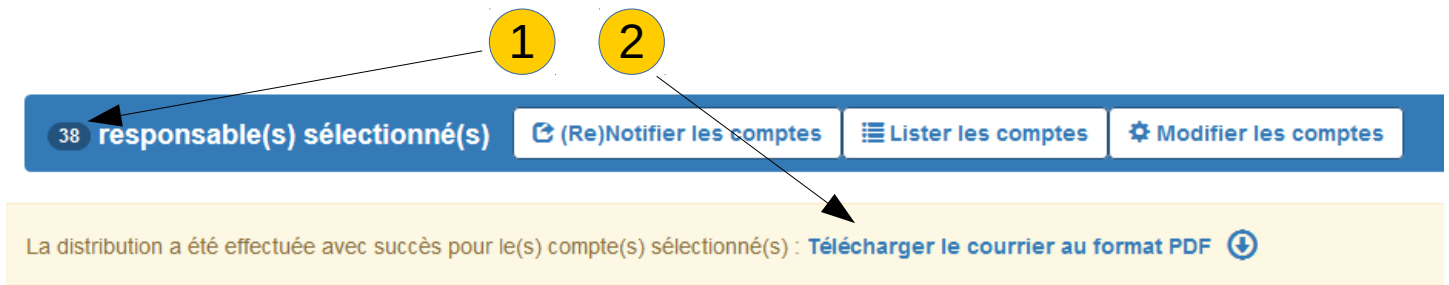 1 2
38 responsable(s) sélectionné(s) (Re)Notifier les comptes Lister les comptes Modifier les comptes
La distribution a été effectuée avec succès pour le(s) compte(s) sélectionné(s) : Télécharger le courrier au format PDF